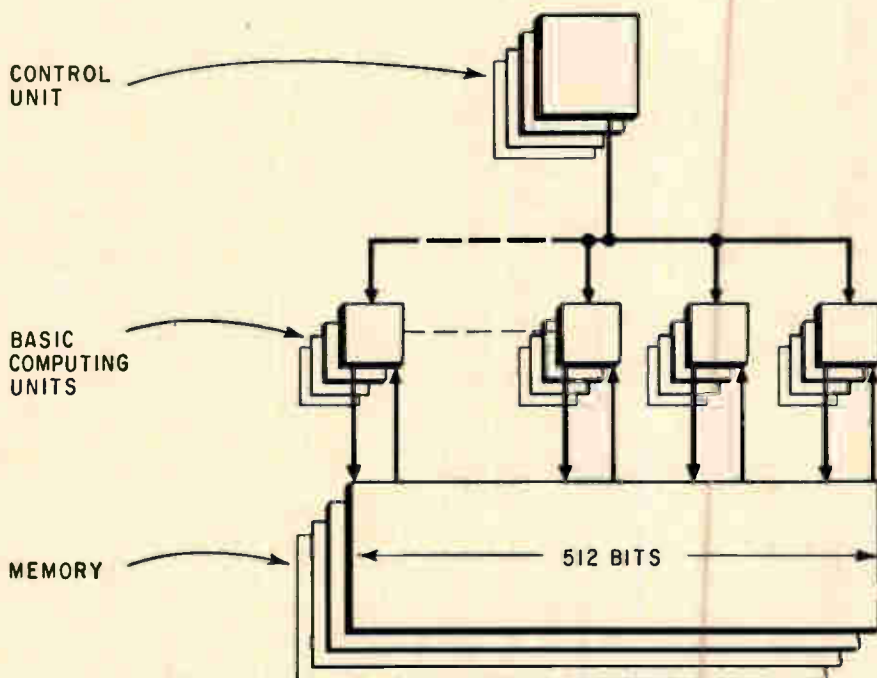 CONTROL
UNIT
BASIC
COMPUTING
UNITS
MEMORY
512 BITS